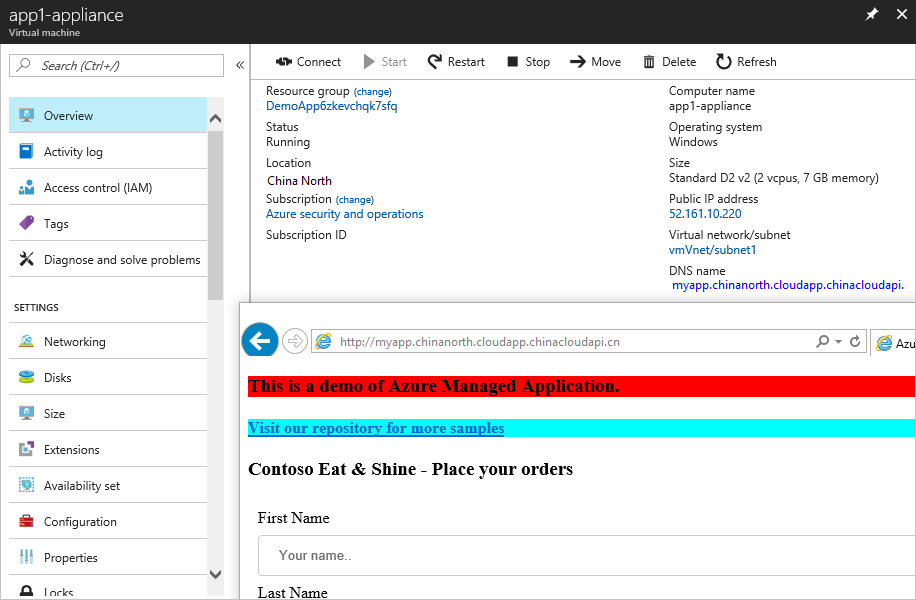 app1-appliance
Virtual machine
Search (Ctrl+/)
Overview
Activity log
Access control (IAM)
Tags
Diagnose and solve problems
SETTINGS
Networking
Disks
Size
Extensions
Availability set
Configuration
Properties
Locks
Connect Start Restart Stop Move Delete Refresh
Resource group (change)
DemoApp6zkevchqk7sfq
Status
Running
Location
China North
Subscription (change)
Azure security and operations
Subscription ID
Computer name
app1-appliance
Operating system
Windows
Size
Standard D2 v2 (2 vcpus, 7 GB memory)
Public IP address
52.161.10.220
Virtual network/subnet
vmVnet/subnet1
DNS name
myapp.chinanorth.cloudapp.chinacloudapi.
http://myapp.chinanorth.cloudapp.chinacloudapi.cn
Azu
This is a demo of Azure Managed Application.
Visit our repository for more samples
Contoso Eat & Shine - Place your orders
First Name
Your name..
Last Name